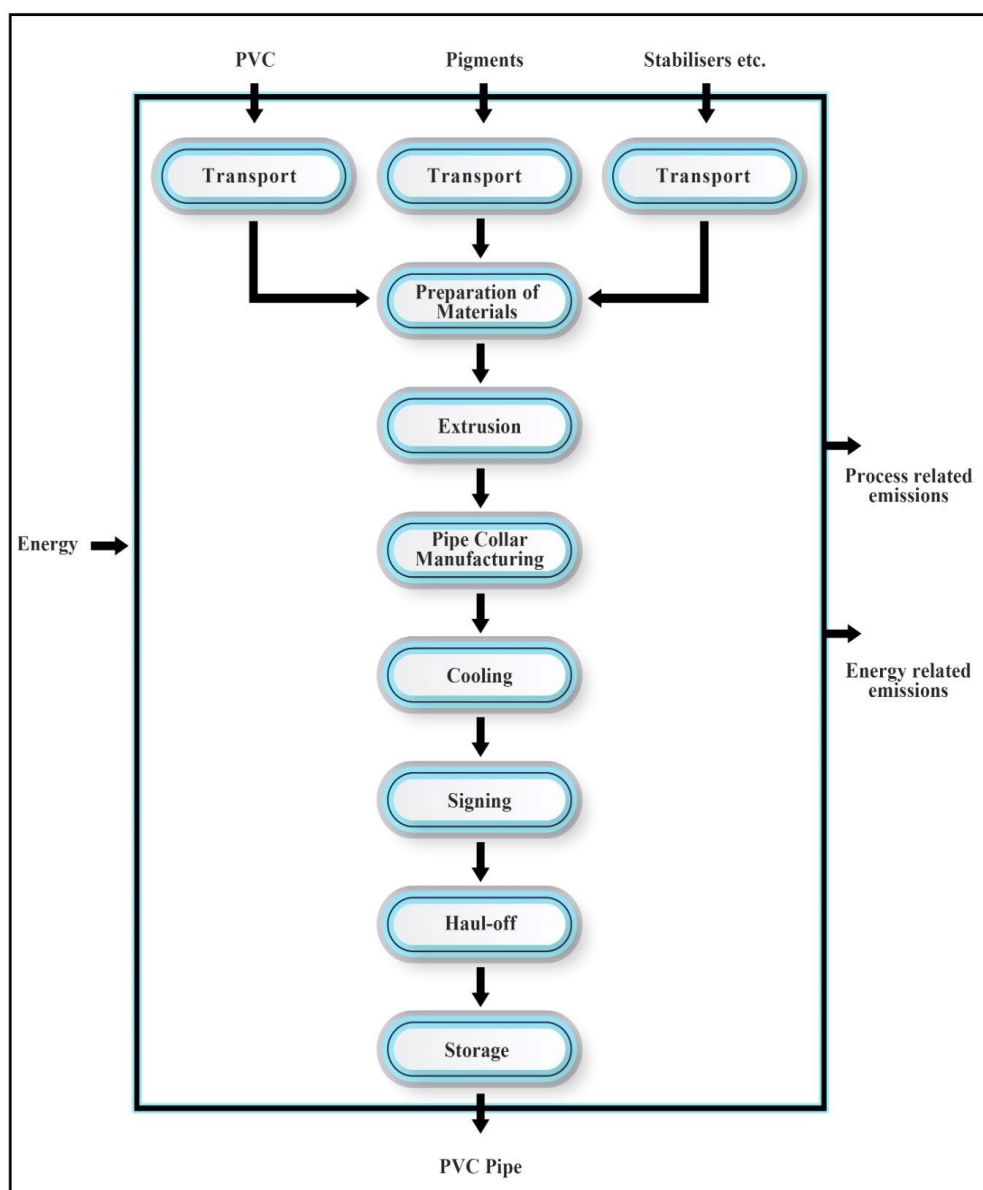 PVC
Pigments
Stabilisers etc.
Transport
Transport
Transport
Preparation of
Materials
Extrusion
Process related
emissions
Energy
Pipe Collar
Manufacturing
Cooling
Energy related
emissions
Signing
Haul-off
Storage
PVC Pipe